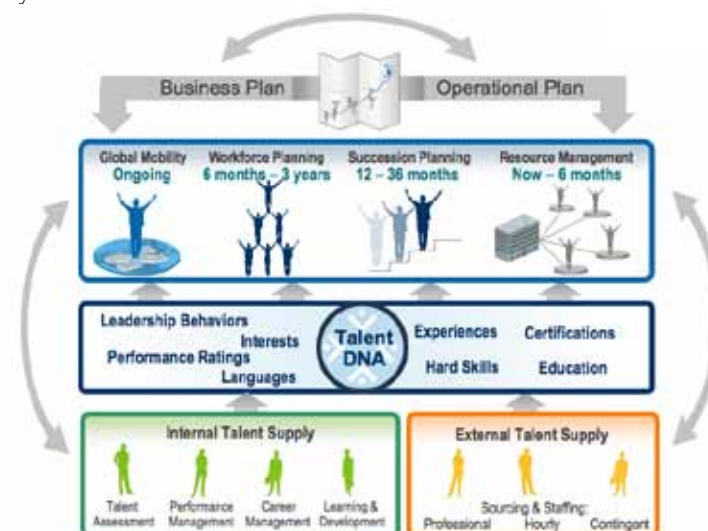 Business Plan
Operational Plan
Global Mobility
Ongoing
Workforce Planning
6 months – 3 years
Succession Planning
12 – 36 months
Resource Management
Now – 6 months
Leadership Behaviors
Interests
Performance Ratings
Languages
Talent
DNA
Experiences
Certifications
Hard Skills
Education
Internal Talent Supply
Talent
Assessment
Performance
Management
Career
Management
Learning &
Development
External Talent Supply
Sourcing & Staffing:
Professional
Hourly
Contingent